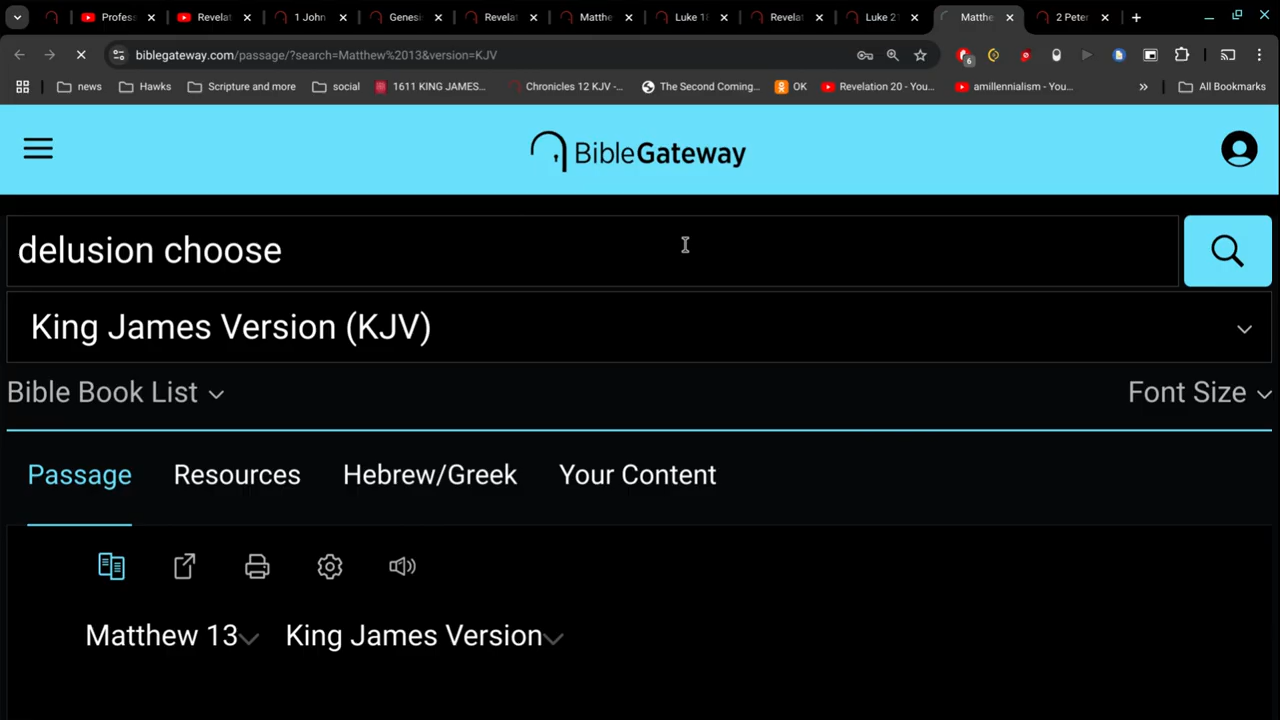 Profes
Revelat
1 John
Genesi
Revelat
Matthe
Luke 18
Revelat
Luke 21
Matthe
2 Peter
biblegateway.com/passage/?search=Matthew%2013&version=KJV
6
news
Hawks
Scripture and more
social
1611 KING JAMES...
Chronicles 12 KJV -...
The Second Coming...
OK
Revelation 20 - You...
amillennialism - You...
»
All Bookmarks
BibleGateway
delusion choose
King James Version (KJV)
Bible Book List
Font Size
Passage Resources Hebrew/Greek Your Content
Matthew 13 King James Version